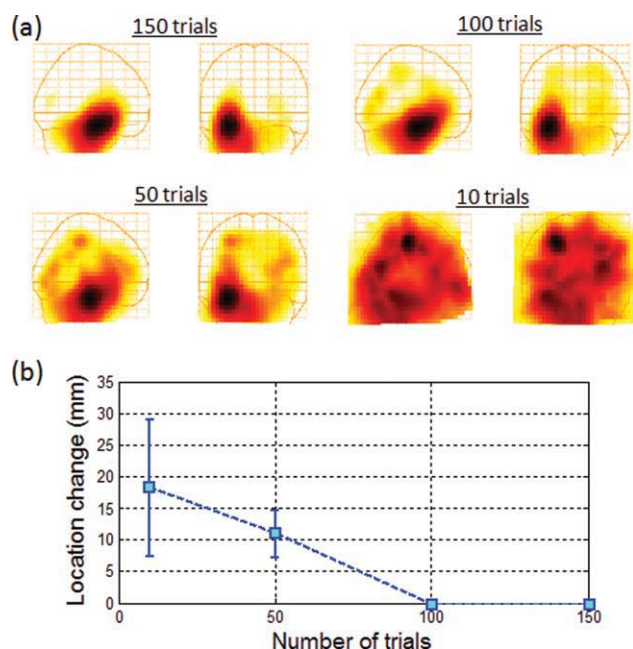 (a)
150 trials
100 trials
50 trials
10 trials
(b)
Location change (mm)
35
30
25
20
15
10
5
0
0
50
100
150
Number of trials